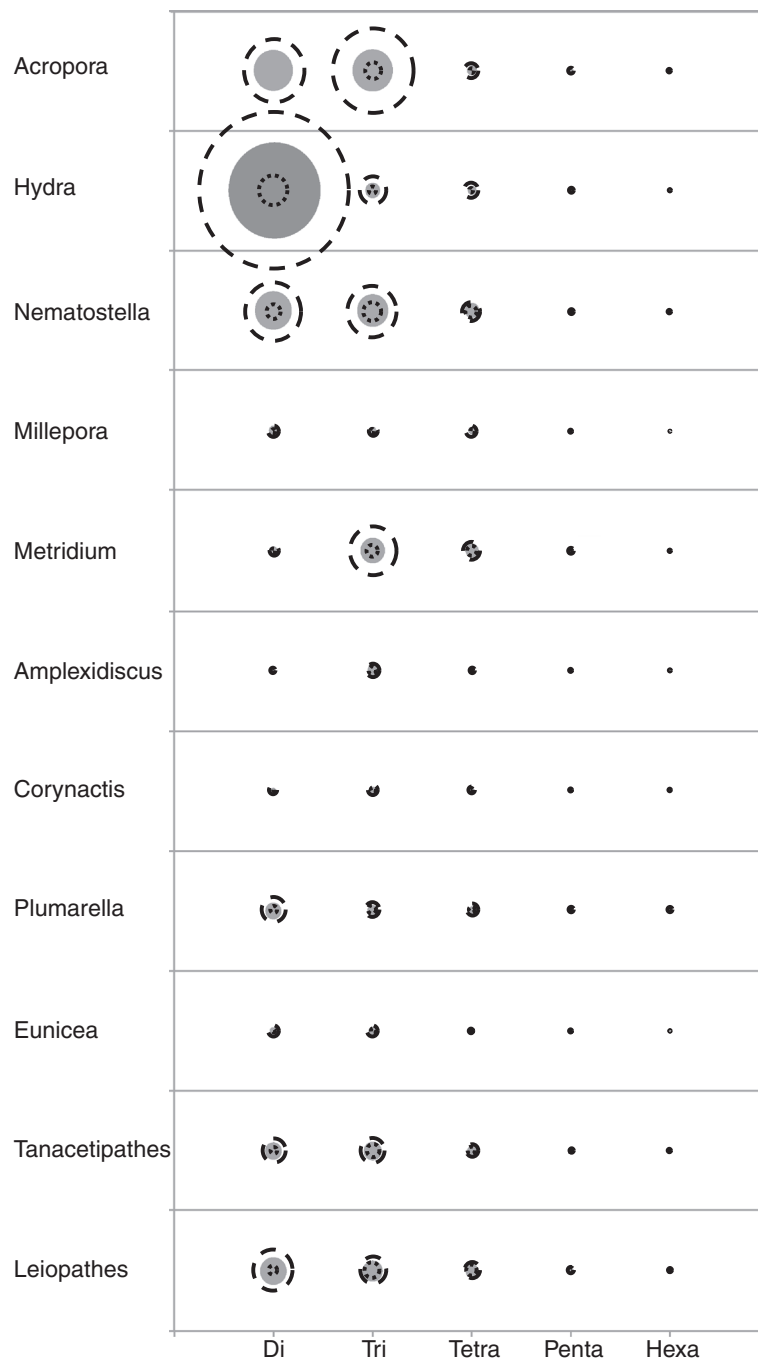 Acropora
Hydra
Nematostella
Millepora
Metridium
Amplexidiscus
Corynactis
Plumarella
Eunicea
Tanacetipathes
Leiopathes
Di Tri Tetra Penta Hexa